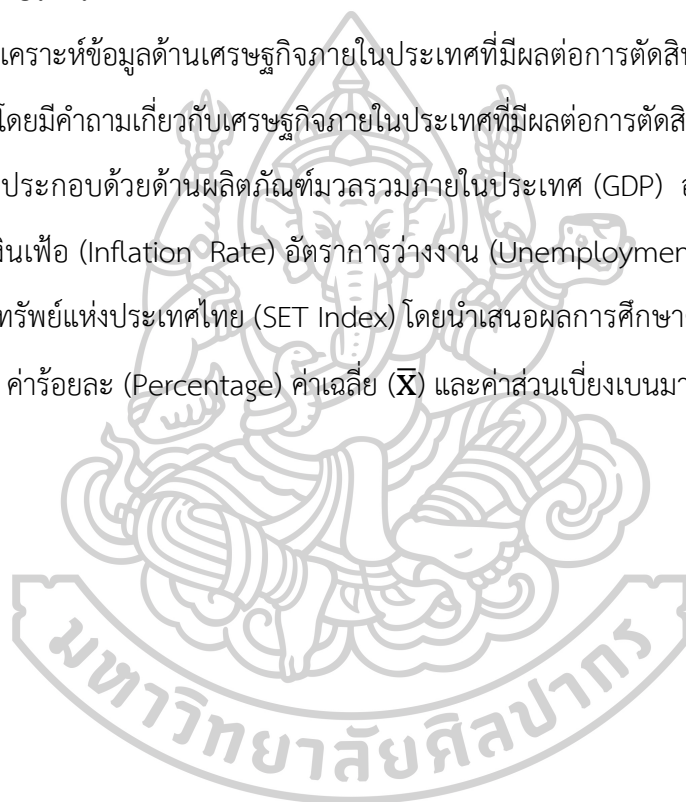 เคราะห์ข้อมูลด้านเศรษฐกิจภายในประเทศที่มีผลต่อการตัดสิน
โดยมีคำถามเกี่ยวกับเศรษฐกิจภายในประเทศที่มีผลต่อการตัดสิ
ประกอบด้วยด้านผลิตภัณฑ์มวลรวมภายในประเทศ (GDP) อ
งินเฟ้อ (Inflation Rate) อัตราการว่างงาน (Unemploymen
ทรัพย์แห่งประเทศไทย (SET Index) โดยนำเสนอผลการศึกษา
ค่าร้อยละ (Percentage) ค่าเฉลี่ย (X̅) และค่าส่วนเบี่ยงเบนมา
มหาวิทยาลัยศิลปากร